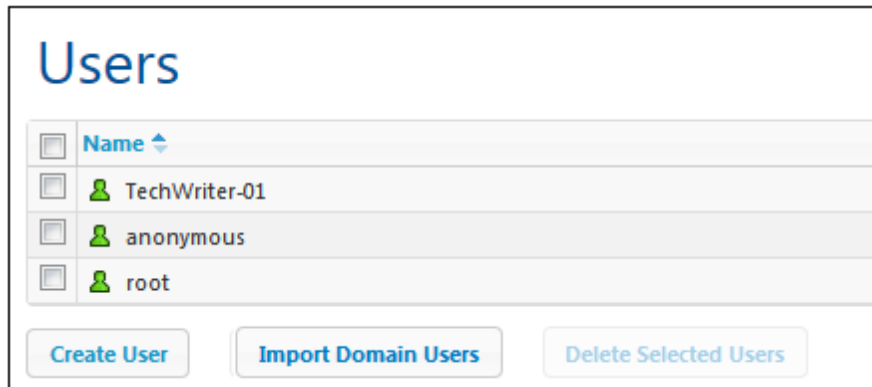 Users
Name
TechWriter-01
anonymous
root
Create User Import Domain Users Delete Selected Users